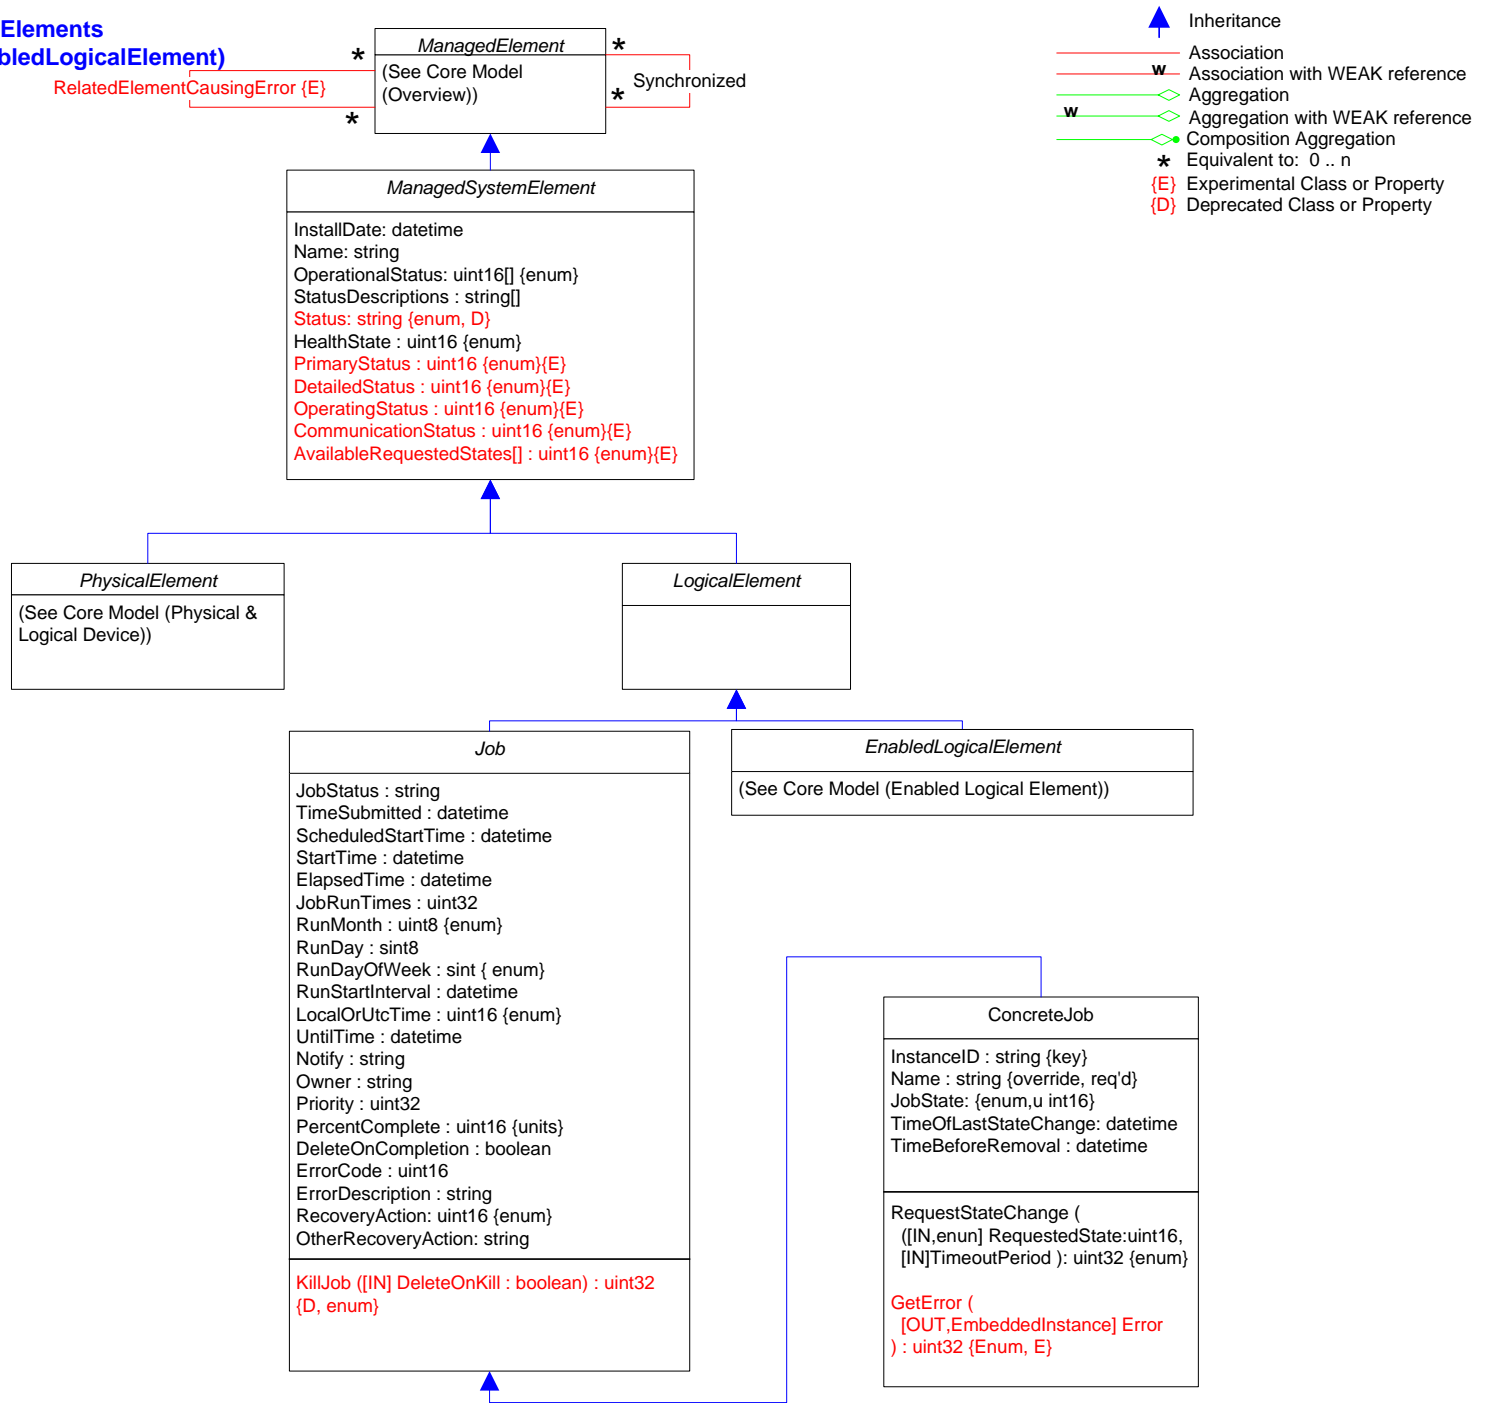 Elements
bledLogicalElement)
RelatedElementCausingError {E}
*
*
ManagedElement
(See Core Model
(Overview))
*
*
Synchronized
Inheritance
Association
w
Association with WEAK reference
Aggregation
w
Aggregation with WEAK reference
Composition Aggregation
* Equivalent to: 0 .. n
{E} Experimental Class or Property
{D} Deprecated Class or Property
ManagedSystemElement
InstallDate: datetime
Name: string
OperationalStatus: uint16[] {enum}
StatusDescriptions : string[]
Status: string {enum, D}
HealthState : uint16 {enum}
PrimaryStatus : uint16 {enum}{E}
DetailedStatus : uint16 {enum}{E}
OperatingStatus : uint16 {enum}{E}
CommunicationStatus : uint16 {enum}{E}
AvailableRequestedStates[] : uint16 {enum}{E}
PhysicalElement
(See Core Model (Physical &
Logical Device))
LogicalElement
Job
JobStatus : string
TimeSubmitted : datetime
ScheduledStartTime : datetime
StartTime : datetime
ElapsedTime : datetime
JobRunTimes : uint32
RunMonth : uint8 {enum}
RunDay : sint8
RunDayOfWeek : sint { enum}
RunStartInterval : datetime
LocalOrUtcTime : uint16 {enum}
UntilTime : datetime
Notify : string
Owner : string
Priority : uint32
PercentComplete : uint16 {units}
DeleteOnCompletion : boolean
ErrorCode : uint16
ErrorDescription : string
RecoveryAction: uint16 {enum}
OtherRecoveryAction: string
KillJob ([IN] DeleteOnKill : boolean) : uint32
{D, enum}
EnabledLogicalElement
(See Core Model (Enabled Logical Element))
ConcreteJob
InstanceID : string {key}
Name : string {override, req'd}
JobState: {enum,u int16}
TimeOfLastStateChange: datetime
TimeBeforeRemoval : datetime
RequestStateChange (
([IN,enun] RequestedState:uint16,
[IN]TimeoutPeriod ): uint32 {enum}
GetError (
[OUT,EmbeddedInstance] Error
) : uint32 {Enum, E}